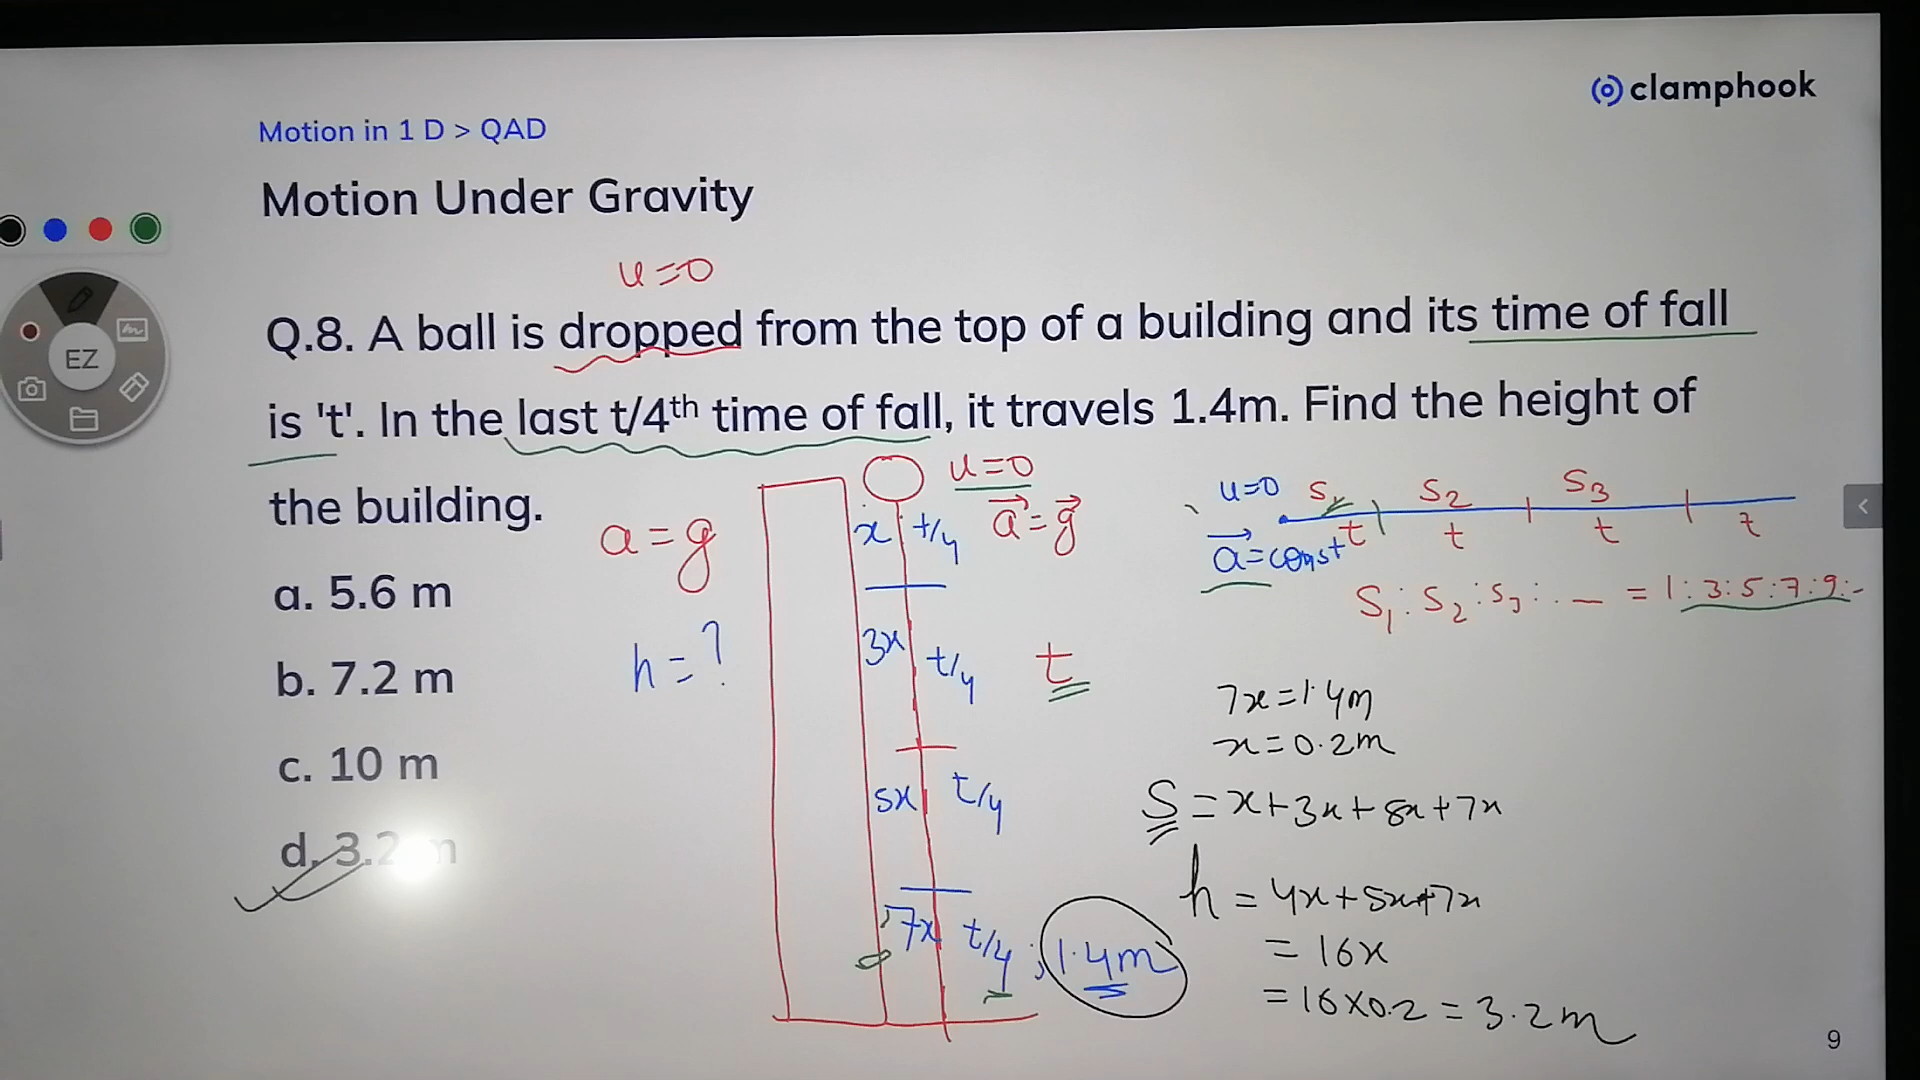 clamphook
Motion in 1 D > QAD
Motion Under Gravity
u=0
Q.8. A ball is dropped from the top of a building and its time of fall
is 't'. In the last t/4th time of fall, it travels 1.4m. Find the height of
the building.
a. 5.6 m
b. 7.2 m
c. 10 m
d. 3.2 m
EZ
a=g
h=?
u=0
a=g
x t/4
3x t/4
t
5x t/4
7x t/4 ; 1.4m
u=0 S1 S2 S3
a=const t t t t
S1:S2:S3:.— = 1:3:5:7:9:-
7x=1.4m
x=0.2m
S=x+3x+5x+7x
h=4x+5x+7x
=16x
=16x0.2=3.2m
9